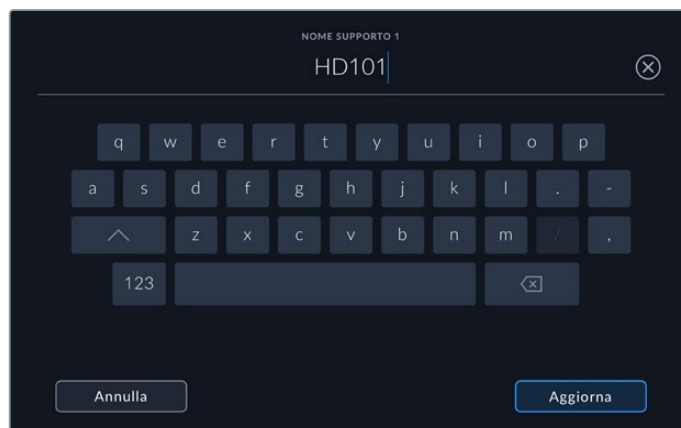 NOME SUPPORTO 1
HD101
q w e r t y u i o p
a s d f g h j k l . -
z x c v b n m / ,
123
Annulla Aggiorna